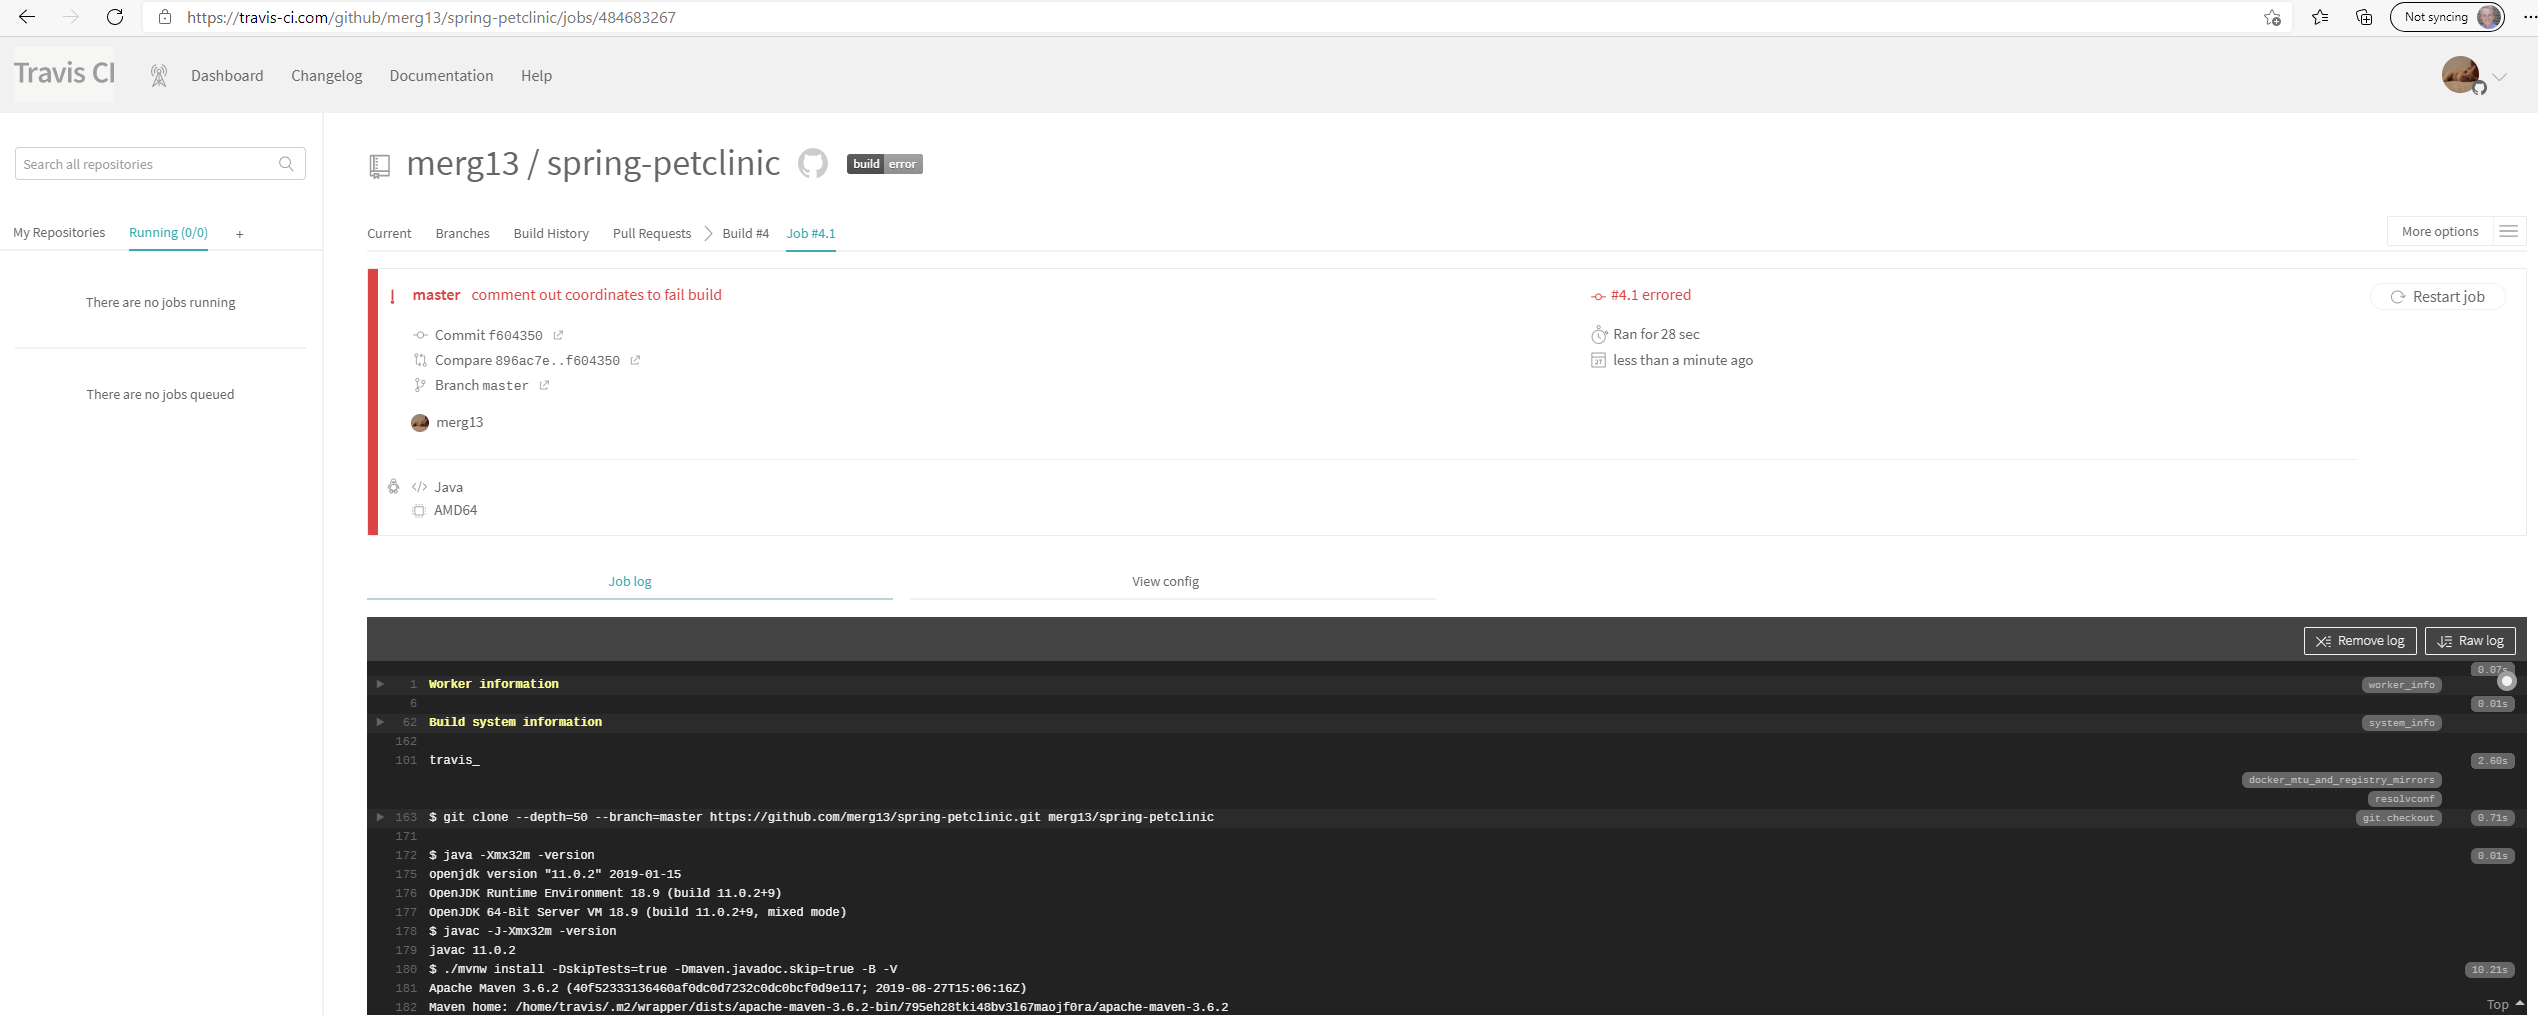 https://travis-ci.com/github/merg13/spring-petclinic/jobs/484683267
Not syncing
Travis CI
Dashboard
Changelog
Documentation
Help
Search all repositories
My Repositories
Running (0/0)
+
There are no jobs running
There are no jobs queued
merg13 / spring-petclinic
build error
Current
Branches
Build History
Pull Requests
Build #4
Job #4.1
More options
! master comment out coordinates to fail build
Commit f604350
Compare 896ac7e..f604350
Branch master
merg13
Java
AMD64
#4.1 errored
Ran for 28 sec
27
less than a minute ago
Restart job
Job log
View config
Remove log
Raw log
0.07s
1 Worker information worker_info
6 0.01s
62 Build system information system_info
162
101 travis_ 2.60s
docker_mtu_and_registry_mirrors
resolvconf
163 $ git clone --depth=50 --branch=master https://github.com/merg13/spring-petclinic.git merg13/spring-petclinic git.checkout 0.71s
171
172 $ java -Xmx32m -version 0.01s
175 openjdk version "11.0.2" 2019-01-15
176 OpenJDK Runtime Environment 18.9 (build 11.0.2+9)
177 OpenJDK 64-Bit Server VM 18.9 (build 11.0.2+9, mixed mode)
178 $ javac -J-Xmx32m -version
179 javac 11.0.2
180 $ ./mvnw install -DskipTests=true -Dmaven.javadoc.skip=true -B -V 10.21s
181 Apache Maven 3.6.2 (40f52333136460af0dc0d7232c0dc0bcf0d9e117; 2019-08-27T15:06:16Z)
182 Maven home: /home/travis/.m2/wrapper/dists/apache-maven-3.6.2-bin/795eh28tki48bv3l67maojf0ra/apache-maven-3.6.2
Top